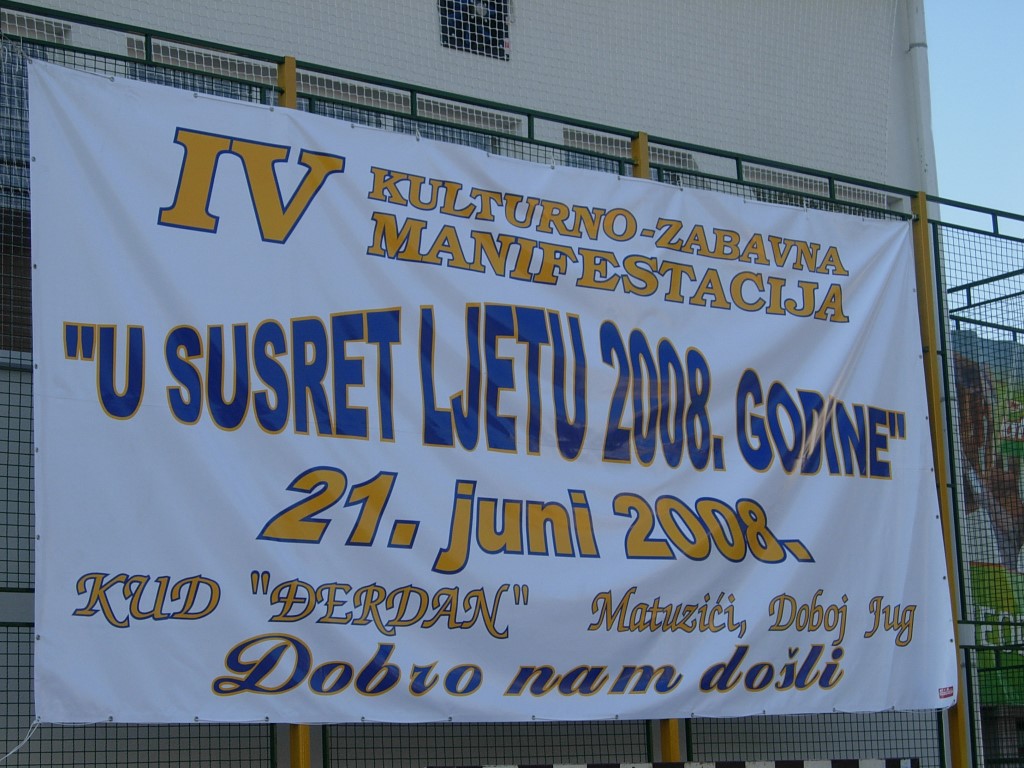 IV KULTURNO-ZABAVNA
MANIFESTACIJA
"U SUSRET LJETU 2008. GODINE"
21. juni 2008.
KUD "ĐERDAN" Matuzići, Doboj Jug
Dobro nam došli